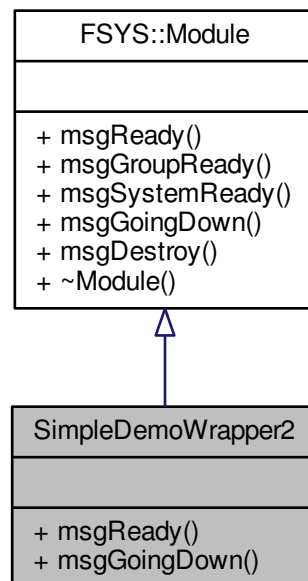 FSYS::Module
+ msgReady()
+ msgGroupReady()
+ msgSystemReady()
+ msgGoingDown()
+ msgDestroy()
+ ~Module()
SimpleDemoWrapper2
+ msgReady()
+ msgGoingDown()